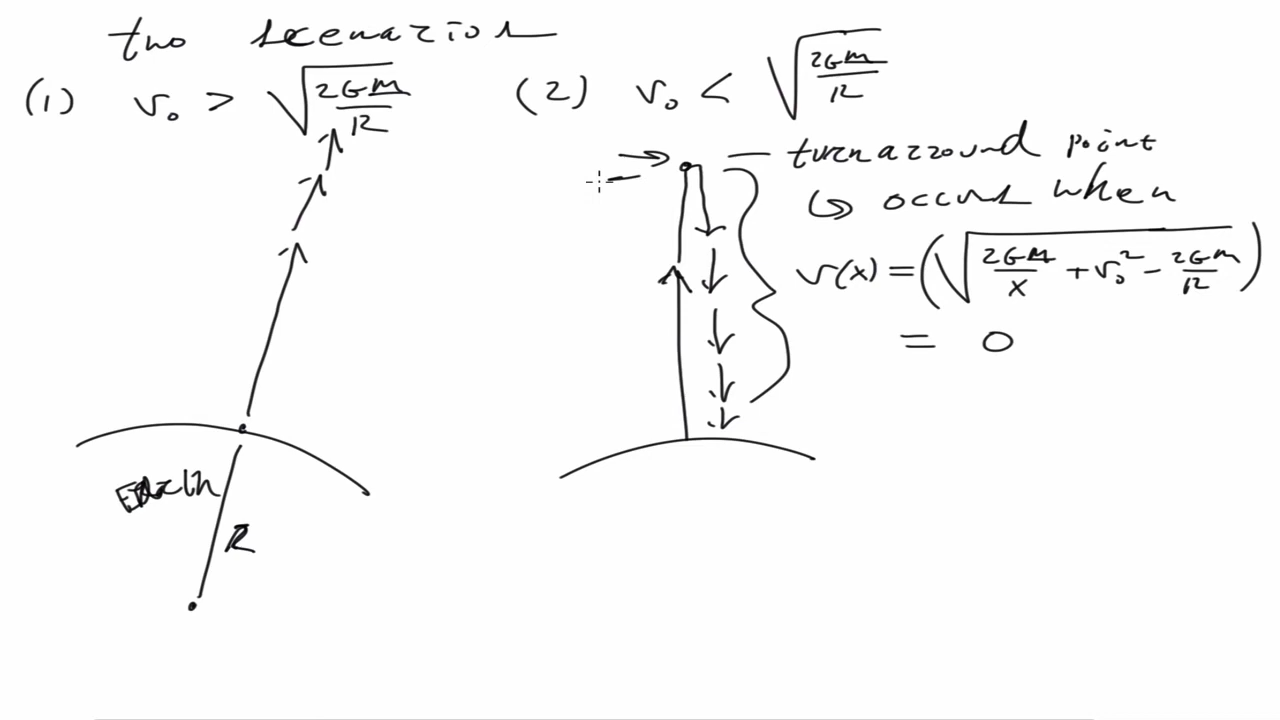 two scenarios
(1) v₀ > √(2GM/R)
(2) v₀ < √(2GM/R)
turnaround point
↳ occurs when
v(x) = (√(2GM/x + v₀² - 2GM/R))
= 0
Earth
R